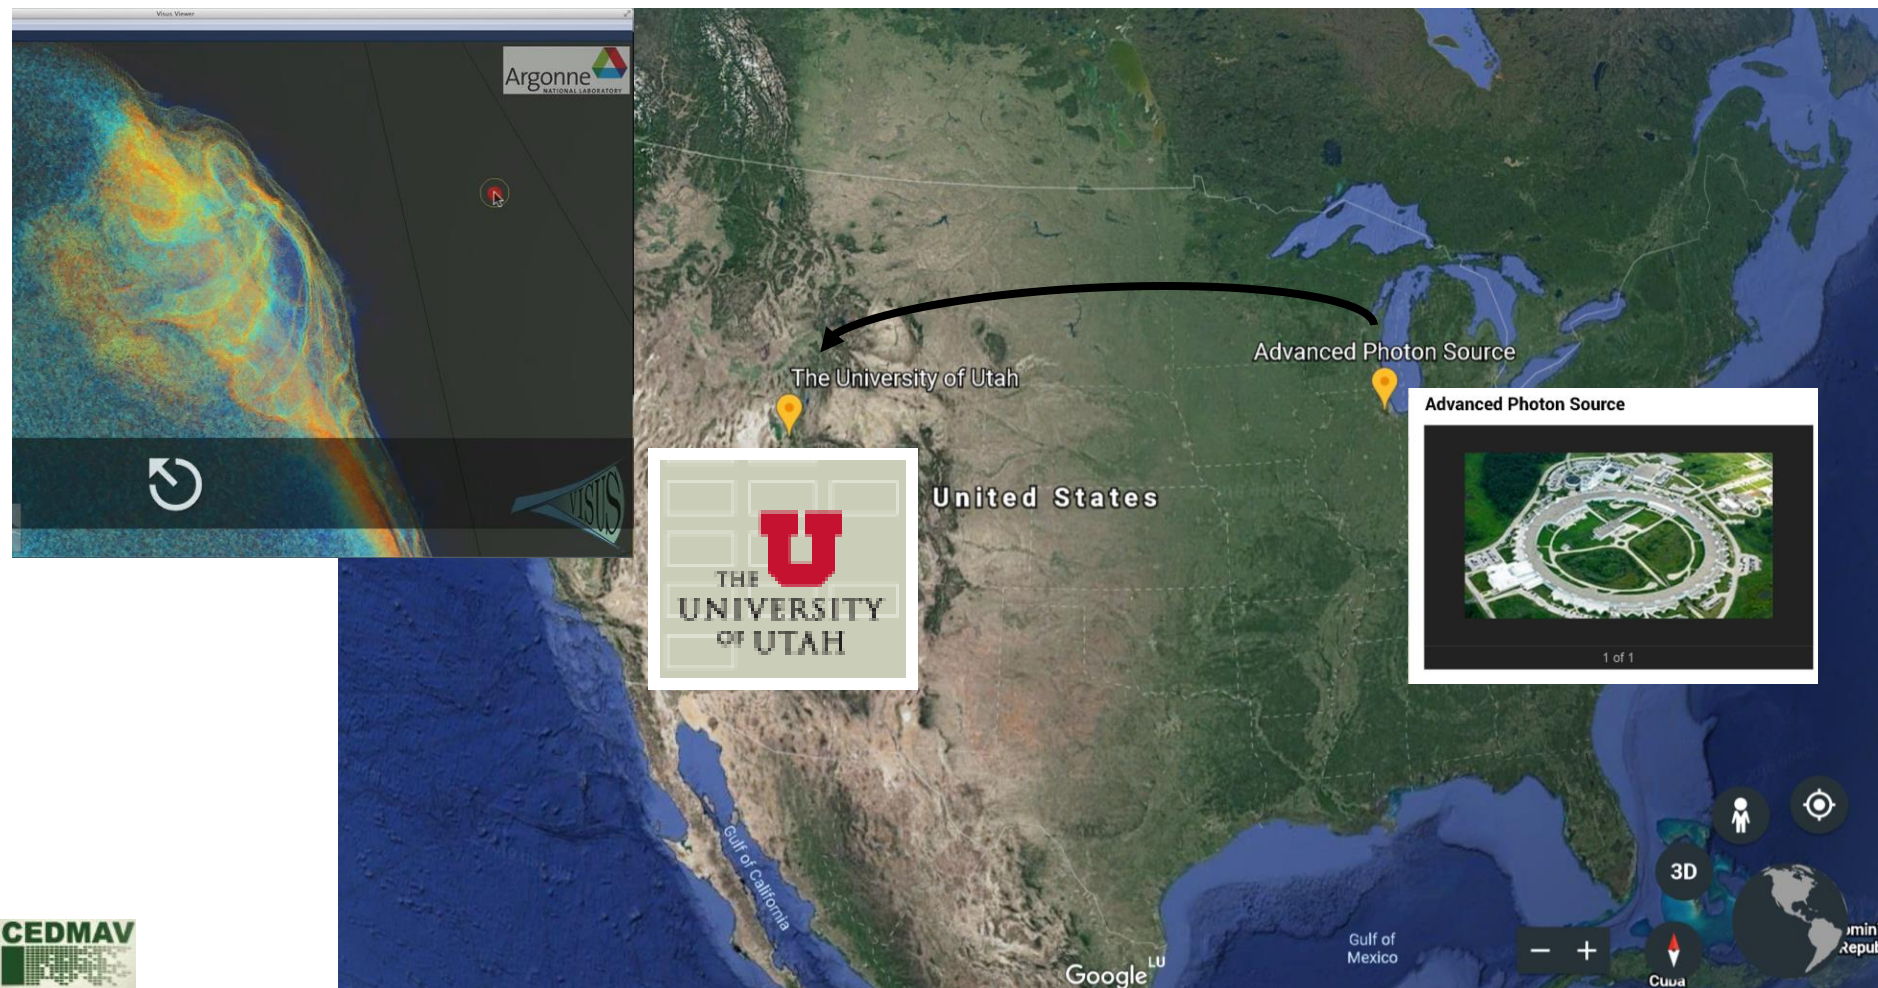 Visus Viewer
Argonne
NATIONAL LABORATORY
VISUS
The University of Utah
Advanced Photon Source
Advanced Photon Source
1 of 1
United States
THE
UNIVERSITY
OF UTAH
Gulf of California
Gulf of
Mexico
3D
Google
LU
Cuba
CEDMAV